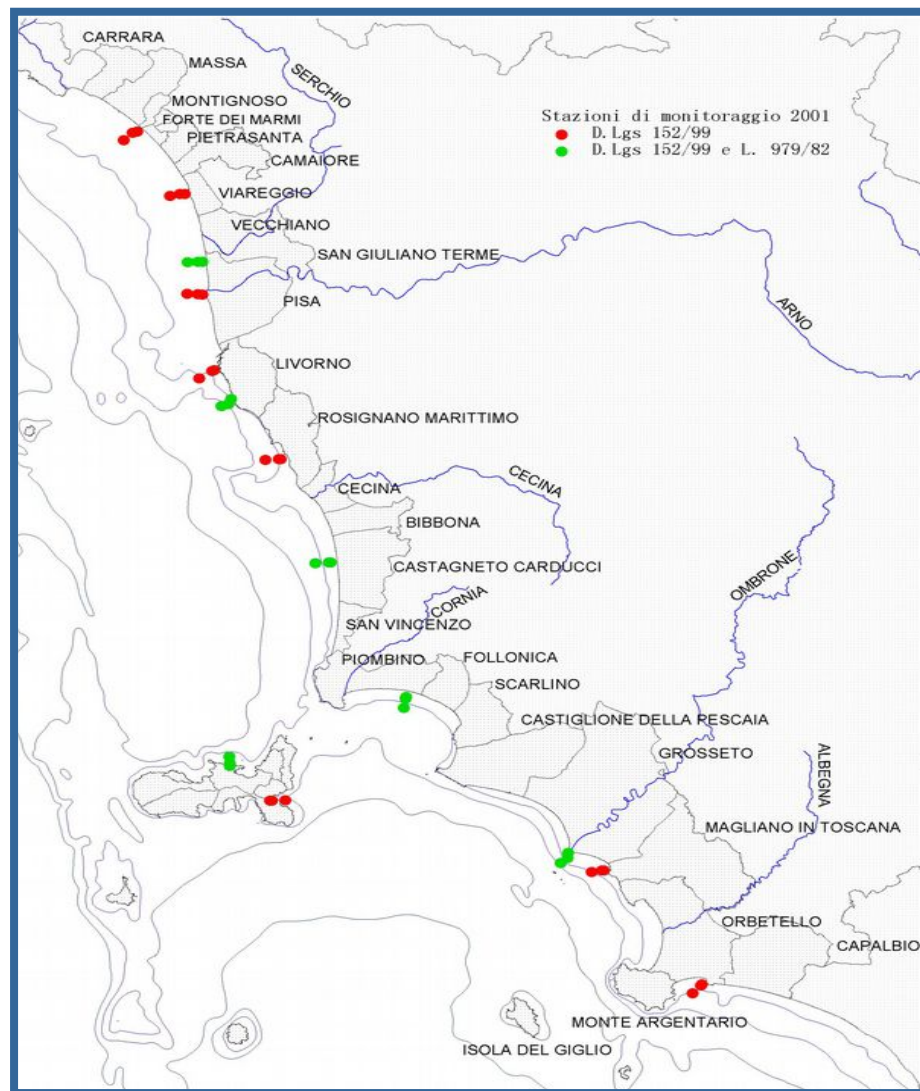 CARRARA
MASSA
SERCHIO
MONTIGNOSO
FORTE DEI MARMI
PIETRASANTA
CAMAIORE
Stazioni di monitoraggio 2001
D.Lgs 152/99
D.Lgs 152/99 e L. 979/82
VIAREGGIO
VECCHIANO
SAN GIULIANO TERME
PISA
ARNO
LIVORNO
ROSIGNANO MARITTIMO
CECINA
CECINA
BIBBONA
CASTAGNETO CARDUCCI
CORNIA
OMBRONE
SAN VINCENZO
PIOMBINO
FOLLONICA
SCARLINO
CASTIGLIONE DELLA PESCAIA
GROSSETO
ALBEGNA
MAGLIANO IN TOSCANA
ORBETELLO
CAPALBIO
MONTE ARGENTARIO
ISOLA DEL GIGLIO